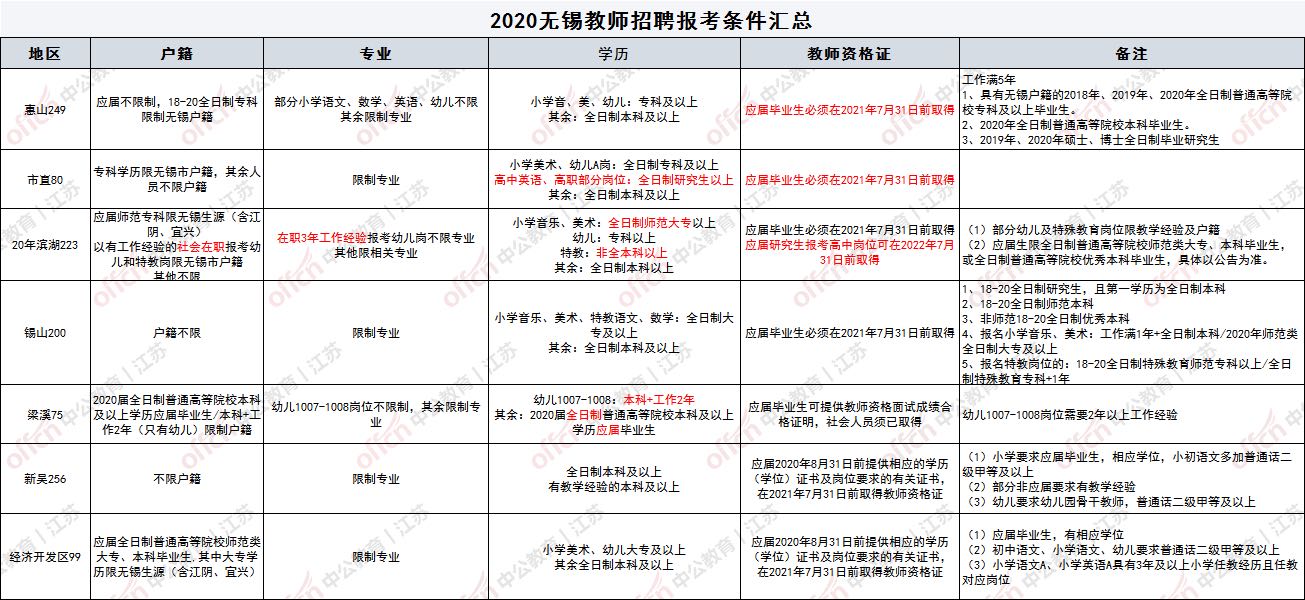 2020无锡教师招聘报考条件汇总
地区 户籍 专业 学历 教师资格证 备注
惠山249
应届不限制，18-20全日制专科
限制无锡户籍
部分小学语文、数学、英语、幼儿不限
其余限制专业
小学音、美、幼儿：专科及以上
其余：全日制本科及以上
应届毕业生必须在2021年7月31日前取得
工作满5年
1、具有无锡户籍的2018年、2019年、2020年全日制普通高等院
校专科及以上毕业生。
2、2020年全日制普通高等院校本科毕业生。
3、2019年、2020年硕士、博士全日制毕业研究生
市直80
专科学历限无锡市户籍，其余人
员不限户籍
限制专业
小学美术、幼儿A岗：全日制专科及以上
高中英语、高职部分岗位：全日制研究生以上
其余：全日制本科及以上
应届毕业生必须在2021年7月31日前取得
20年滨湖223
应届师范专科限无锡生源（含江
阴、宜兴）
以有工作经验的社会在职报考幼
儿和特教岗限无锡市户籍
其他不限
在职3年工作经验报考幼儿岗不限专业
其他限相关专业
小学音乐、美术：全日制师范大专以上
幼儿：专科以上
特教：非全本科以上
其余：全日制本科及以上
应届毕业生必须在2021年7月31日前取得
应届研究生报考高中岗位可在2022年7月
31日前取得
（1）部分幼儿及特殊教育岗位限教学经验及户籍
（2）应届生限全日制普通高等院校师范类大专、本科毕业生，
或全日制普通高等院校优秀本科毕业生，具体以公告为准。
锡山200
户籍不限
限制专业
小学音乐、美术、特教语文、数学：全日制大
专及以上
其余：全日制本科及以上
应届毕业生必须在2021年7月31日前取得
1、18-20全日制研究生，且第一学历为全日制本科
2、18-20全日制师范本科
3、非师范18-20全日制优秀本科
4、报名小学音乐、美术：工作满1年+全日制本科/2020年师范类
全日制大专及以上
5、报名特教岗位的：18-20全日制特殊教育师范专科以上/全日
制特殊教育专科+1年
梁溪75
2020届全日制普通高等院校本科
及以上学历应届毕业生/本科+工
作2年（只有幼儿）限制户籍
幼儿1007-1008岗位不限制，其余限制专
业
幼儿1007-1008：本科+工作2年
其余：2020届全日制普通高等院校本科及以上
学历应届毕业生
应届毕业生可提供教师资格面试成绩合
格证明，社会人员须已取得
幼儿1007-1008岗位需要2年以上工作经验
新吴256
不限户籍
限制专业
全日制本科及以上
有教学经验的本科及以上
应届2020年8月31日前提供相应的学历
（学位）证书及岗位要求的有关证书，
在2021年7月31日前取得教师资格证
（1）小学要求应届毕业生，相应学位，小初语文多加普通话二
级甲等及以上
（2）部分非应届要求有教学经验
（3）幼儿要求幼儿园骨干教师，普通话二级甲等及以上
经济开发区99
应届全日制普通高等院校师范类
大专、本科毕业生,其中大专学
历限无锡生源（含江阴、宜兴）
限制专业
小学美术、幼儿大专及以上
其余全日制本科及以上
应届2020年8月31日前提供相应的学历
（学位）证书及岗位要求的有关证书，
在2021年7月31日前取得教师资格证
（1）应届毕业生，有相应学位
（2）初中语文、小学语文、幼儿要求普通话二级甲等及以上
（3）小学语文A、小学英语A具有3年及以上小学任教经历且任教
对应岗位
offcn中公教育|江苏